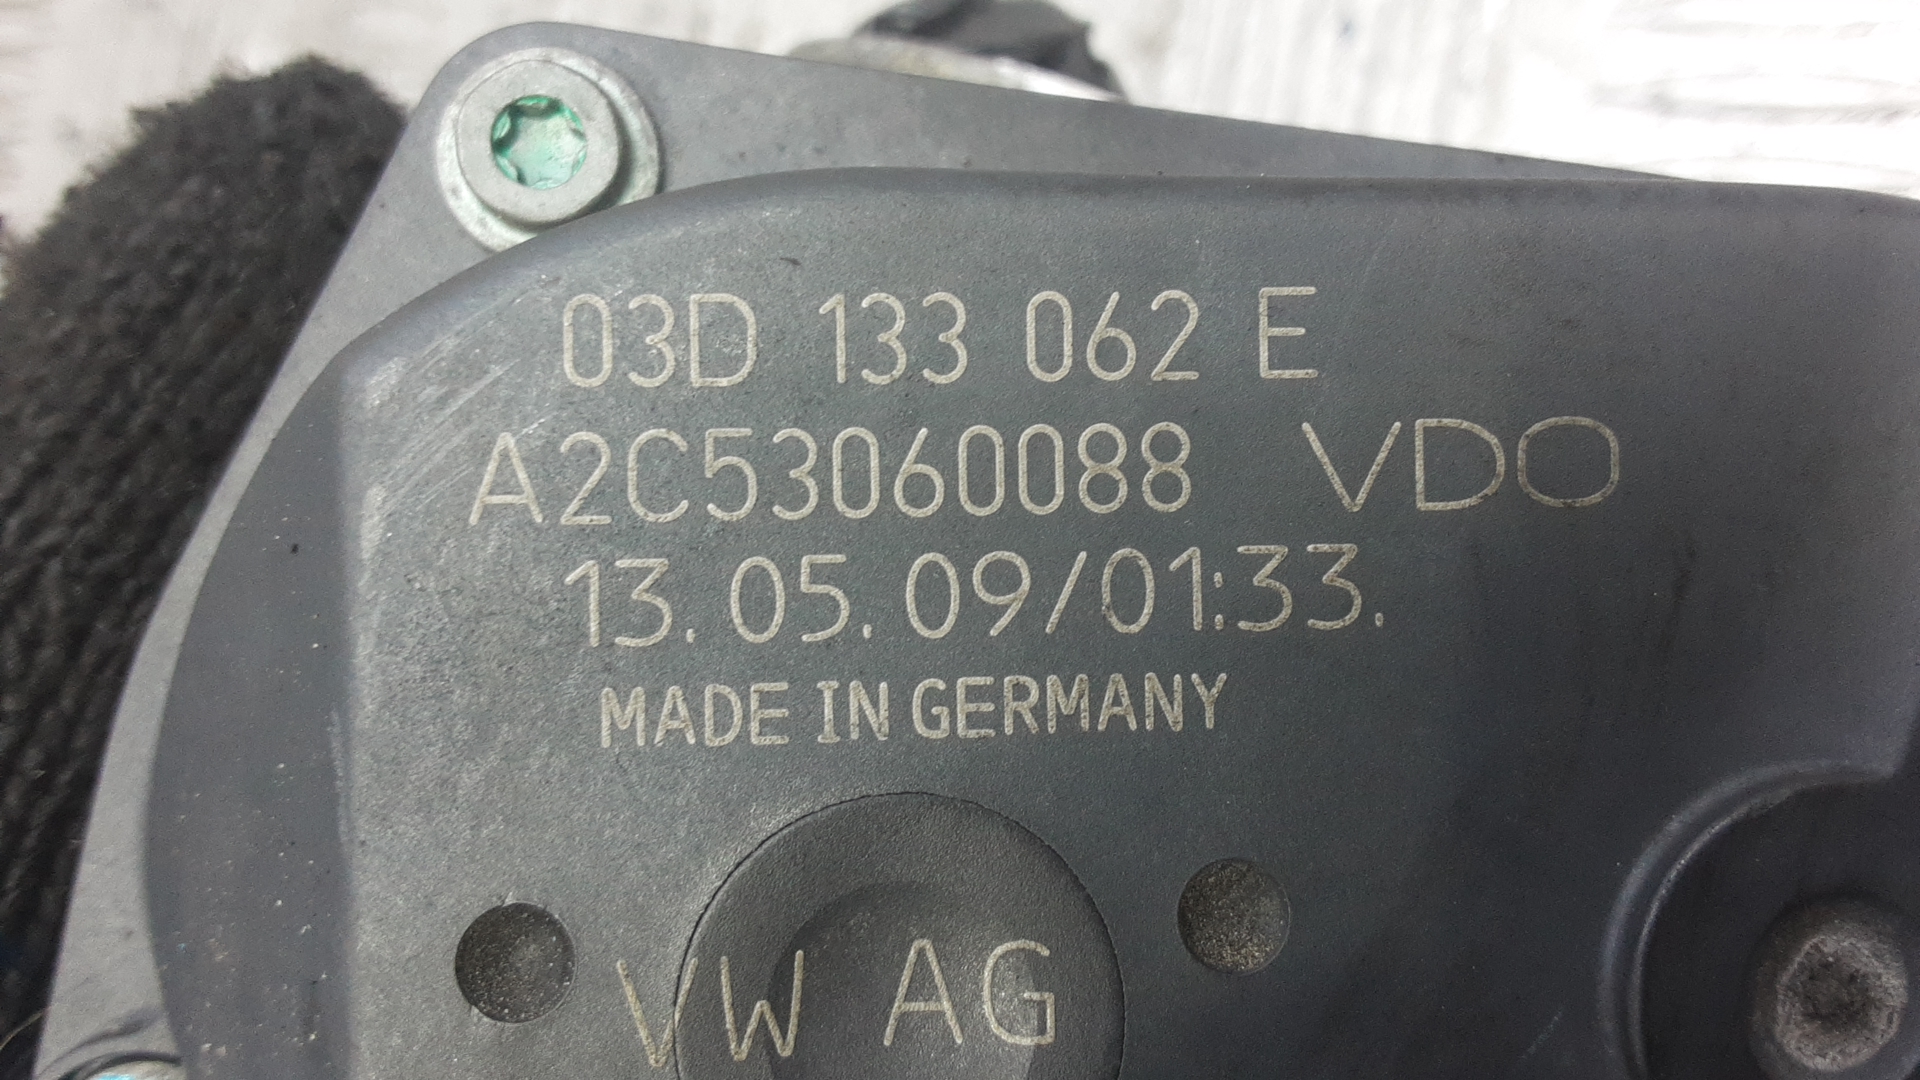 03D 133 062 E
A2C53060088 VDO
13.05.09/01:33.
MADE IN GERMANY
VW AG